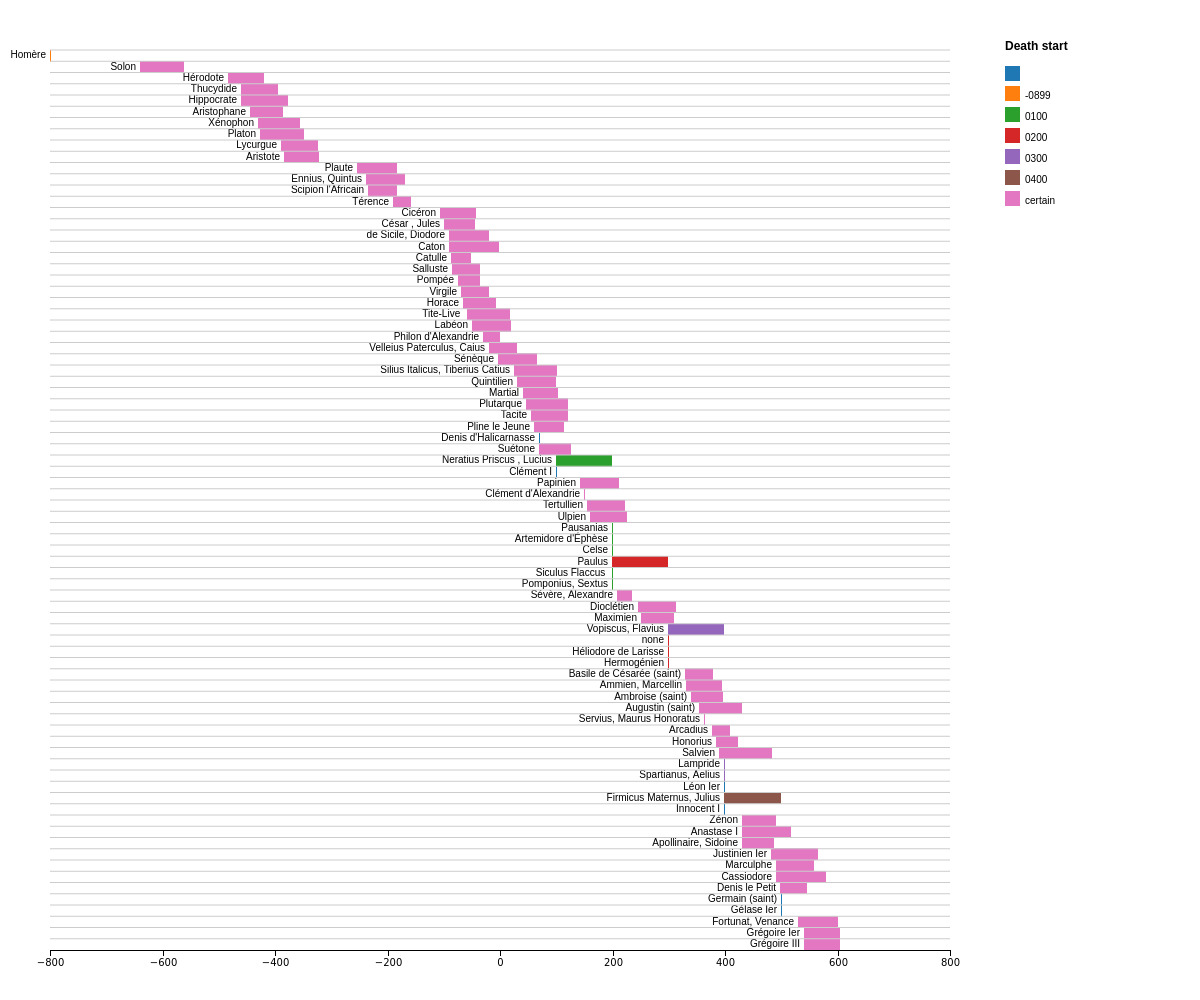 Death start
-0899
0100
0200
0300
0400
certain
Homère
Solon
Hérodote
Thucydide
Hippocrate
Aristophane
Xénophon
Platon
Lycurgue
Aristote
Plaute
Ennius, Quintus
Scipion l'Africain
Térence
Cicéron
César , Jules
de Sicile, Diodore
Caton
Catulle
Salluste
Pompée
Virgile
Horace
Tite-Live
Labéon
Philon d'Alexandrie
Velleius Paterculus, Caius
Sénèque
Silius Italicus, Tiberius Catius
Quintilien
Martial
Plutarque
Tacite
Pline le Jeune
Denis d'Halicarnasse
Suétone
Neratius Priscus , Lucius
Clément I
Papinien
Clément d'Alexandrie
Tertullien
Ulpien
Pausanias
Artemidore d'Éphèse
Celse
Paulus
Siculus Flaccus
Pomponius, Sextus
Sévère, Alexandre
Dioclétien
Maximien
Vopiscus, Flavius
none
Héliodore de Larisse
Hermogénien
Basile de Césarée (saint)
Ammien, Marcellin
Ambroise (saint)
Augustin (saint)
Servius, Maurus Honoratus
Arcadius
Honorius
Salvien
Lampride
Spartianus, Aelius
Léon Ier
Firmicus Maternus, Julius
Innocent I
Zénon
Anastase I
Apollinaire, Sidoine
Justinien Ier
Marculphe
Cassiodore
Denis le Petit
Germain (saint)
Gélase Ier
Fortunat, Venance
Grégoire Ier
Grégoire III
−800 −600 −400 −200 0 200 400 600 800